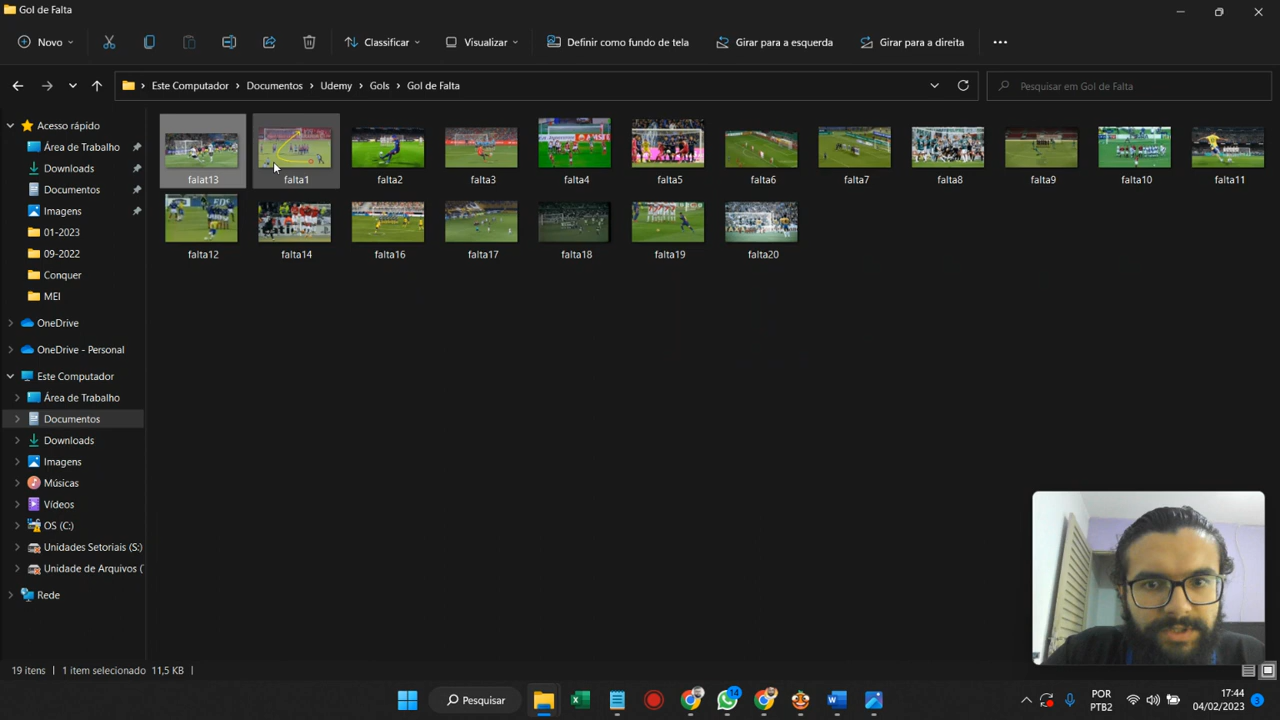 Gol de Falta
Novo
Classificar
Visualizar
Definir como fundo de tela
Girar para a esquerda
Girar para a direita
Este Computador > Documentos > Udemy > Gols > Gol de Falta
Pesquisar em Gol de Falta
Acesso rápido
Área de Trabalho
Downloads
Documentos
Imagens
01-2023
09-2022
Conquer
MEI
OneDrive
OneDrive - Personal
Este Computador
Área de Trabalho
Documentos
Downloads
Imagens
Músicas
Vídeos
OS (C:)
Unidades Setoriais (S:)
Unidade de Arquivos (
Rede
falat13
falta1
falta2
falta3
falta4
falta5
falta6
falta7
falta8
falta9
falta10
falta11
falta12
falta14
falta16
falta17
falta18
falta19
falta20
19 itens
1 item selecionado 11,5 KB
Pesquisar
14
POR
PTB2
17:44
04/02/2023
3